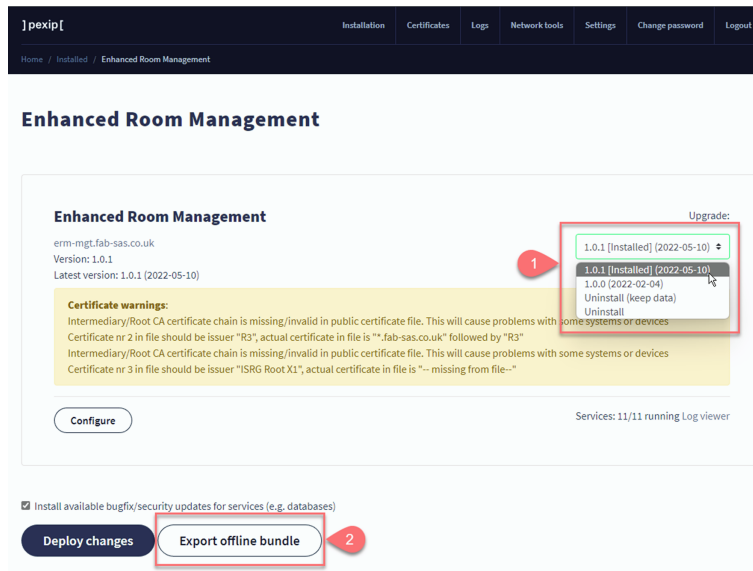 ]pexip[
Installation Certificates Logs Network tools Settings Change password Logout
Home / Installed / Enhanced Room Management
Enhanced Room Management
Enhanced Room Management
Upgrade:
erm-mgt.fab-sas.co.uk
Version: 1.0.1
Latest version: 1.0.1 (2022-05-10)
1
1.0.1 [Installed] (2022-05-10)
1.0.1 [Installed] (2022-05-10)
1.0.0 (2022-02-04)
Uninstall (keep data)
Uninstall
Certificate warnings:
Intermediary/Root CA certificate chain is missing/invalid in public certificate file. This will cause problems with some systems or devices
Certificate nr 2 in file should be issuer "R3", actual certificate in file is "*.fab-sas.co.uk" followed by "R3"
Intermediary/Root CA certificate chain is missing/invalid in public certificate file. This will cause problems with some systems or devices
Certificate nr 3 in file should be issuer "ISRG Root X1", actual certificate in file is "-- missing from file--"
Configure
Services: 11/11 running Log viewer
Install available bugfix/security updates for services (e.g. databases)
Deploy changes
Export offline bundle
2